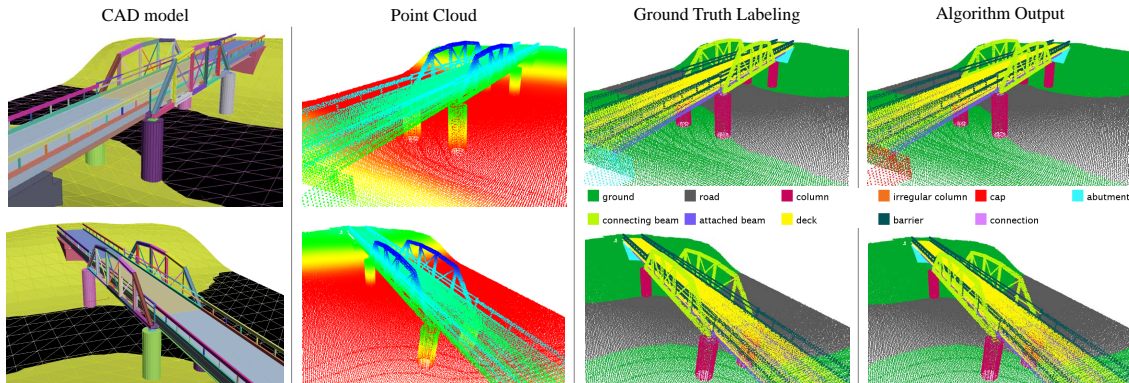 CAD model
Point Cloud
Ground Truth Labeling
Algorithm Output
ground
road
column
irregular column
cap
abutment
connecting beam
attached beam
deck
barrier
connection